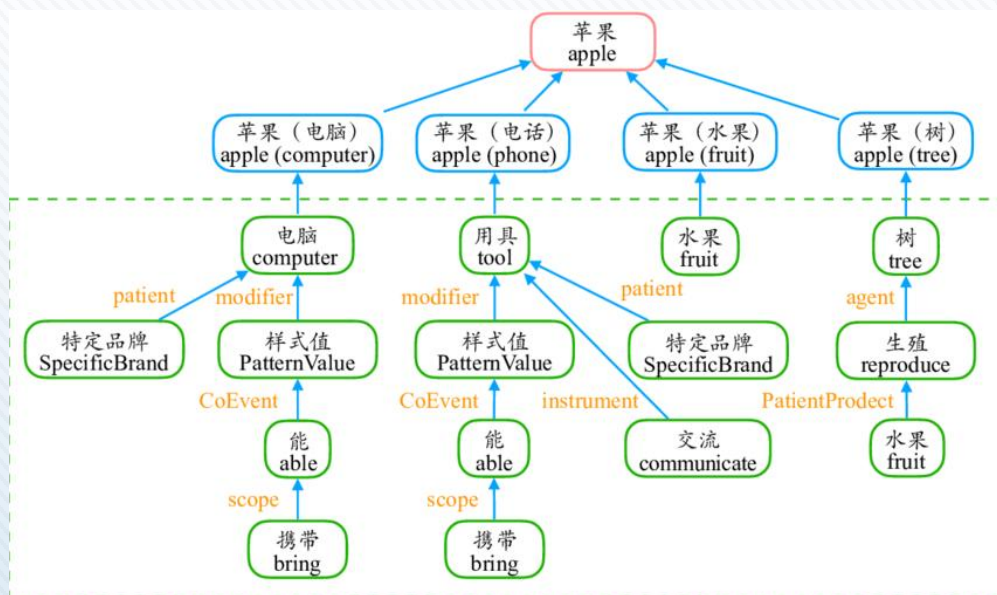 苹果
apple
苹果（电脑）
apple (computer)
苹果（电话）
apple (phone)
苹果（水果）
apple (fruit)
苹果（树）
apple (tree)
电脑
computer
用具
tool
水果
fruit
树
tree
patient
modifier
modifier
patient
agent
特定品牌
SpecificBrand
样式值
PatternValue
样式值
PatternValue
特定品牌
SpecificBrand
生殖
reproduce
CoEvent
CoEvent
instrument
PatientProdect
能
able
能
able
交流
communicate
水果
fruit
scope
scope
携带
bring
携带
bring